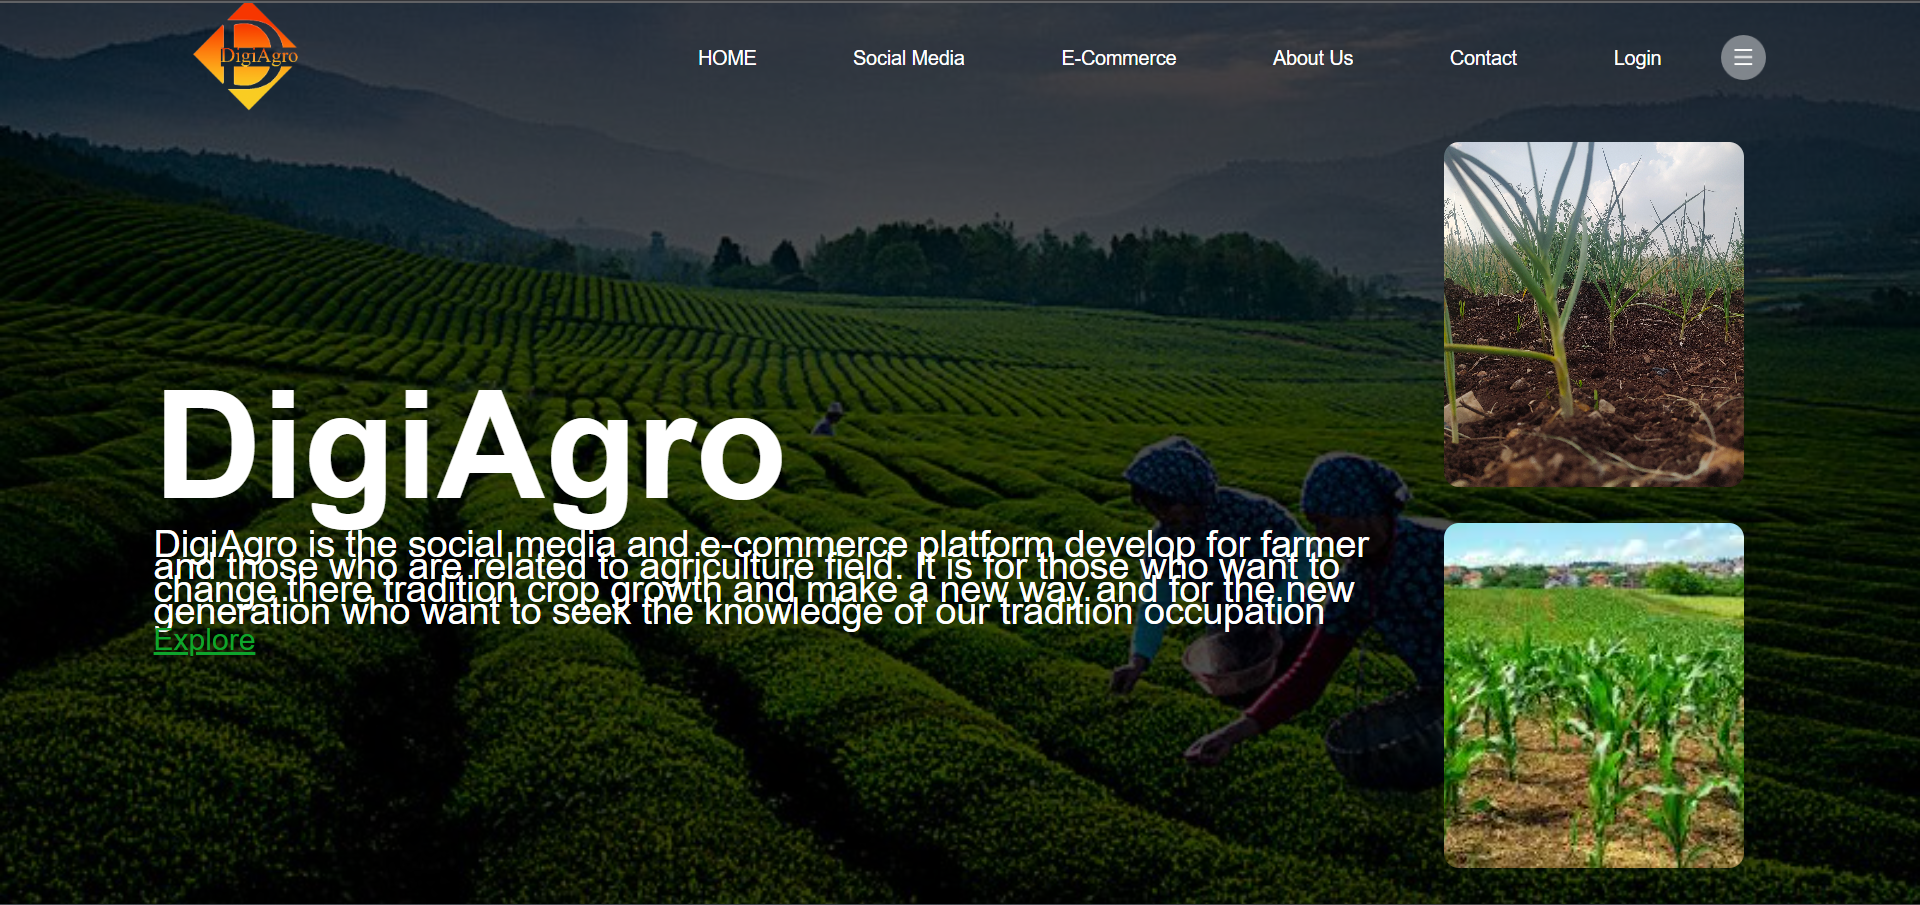 DigiAgro
HOME
Social Media
E-Commerce
About Us
Contact
Login
DigiAgro
DigiAgro is the social media and e-commerce platform develop for farmer
and those who are related to agriculture field. It is for those who want to
change there tradition crop growth and make a new way.and for the new
generation who want to seek the knowledge of our tradition occupation
Explore